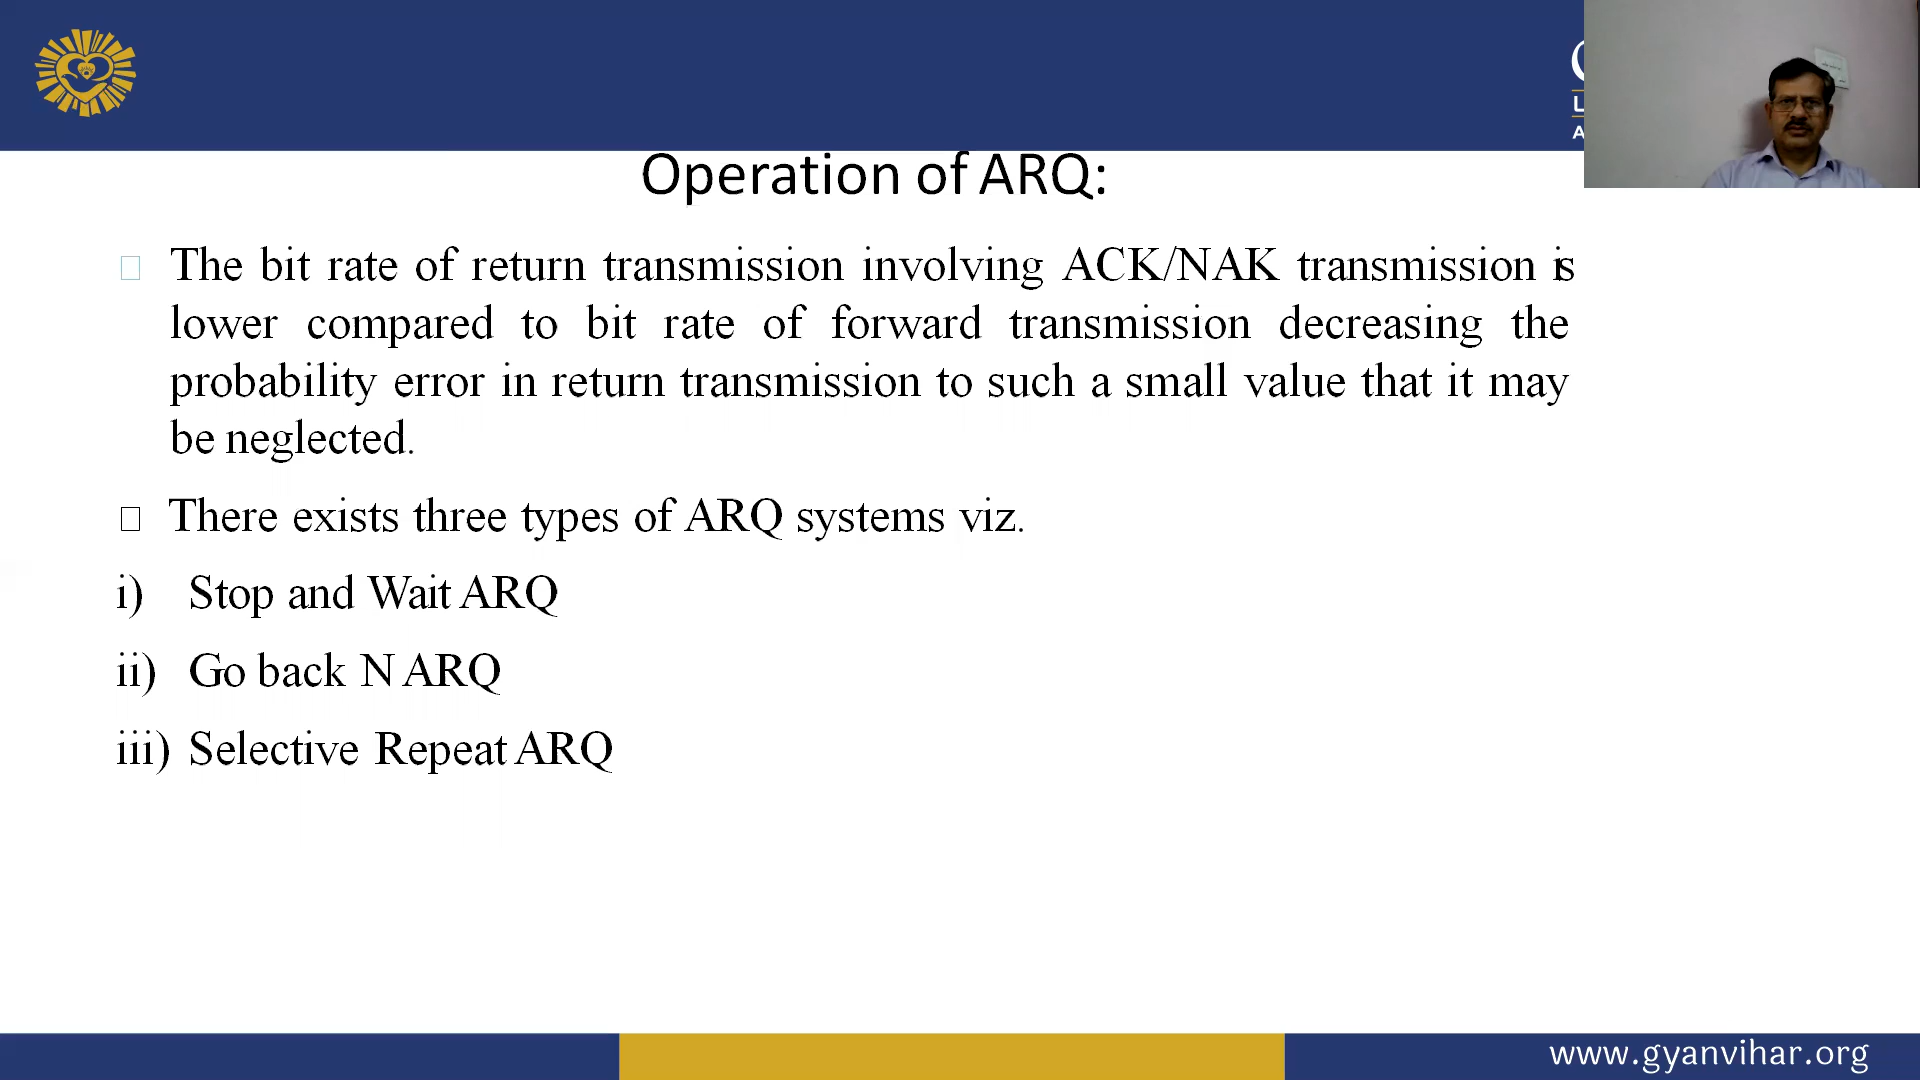 Operation of ARQ:
The bit rate of return transmission involving ACK/NAK transmission is
lower compared to bit rate of forward transmission decreasing the
probability error in return transmission to such a small value that it may
be neglected.
There exists three types of ARQ systems viz.
i) Stop and Wait ARQ
ii) Go back N ARQ
iii) Selective Repeat ARQ
www.gyanvihar.org